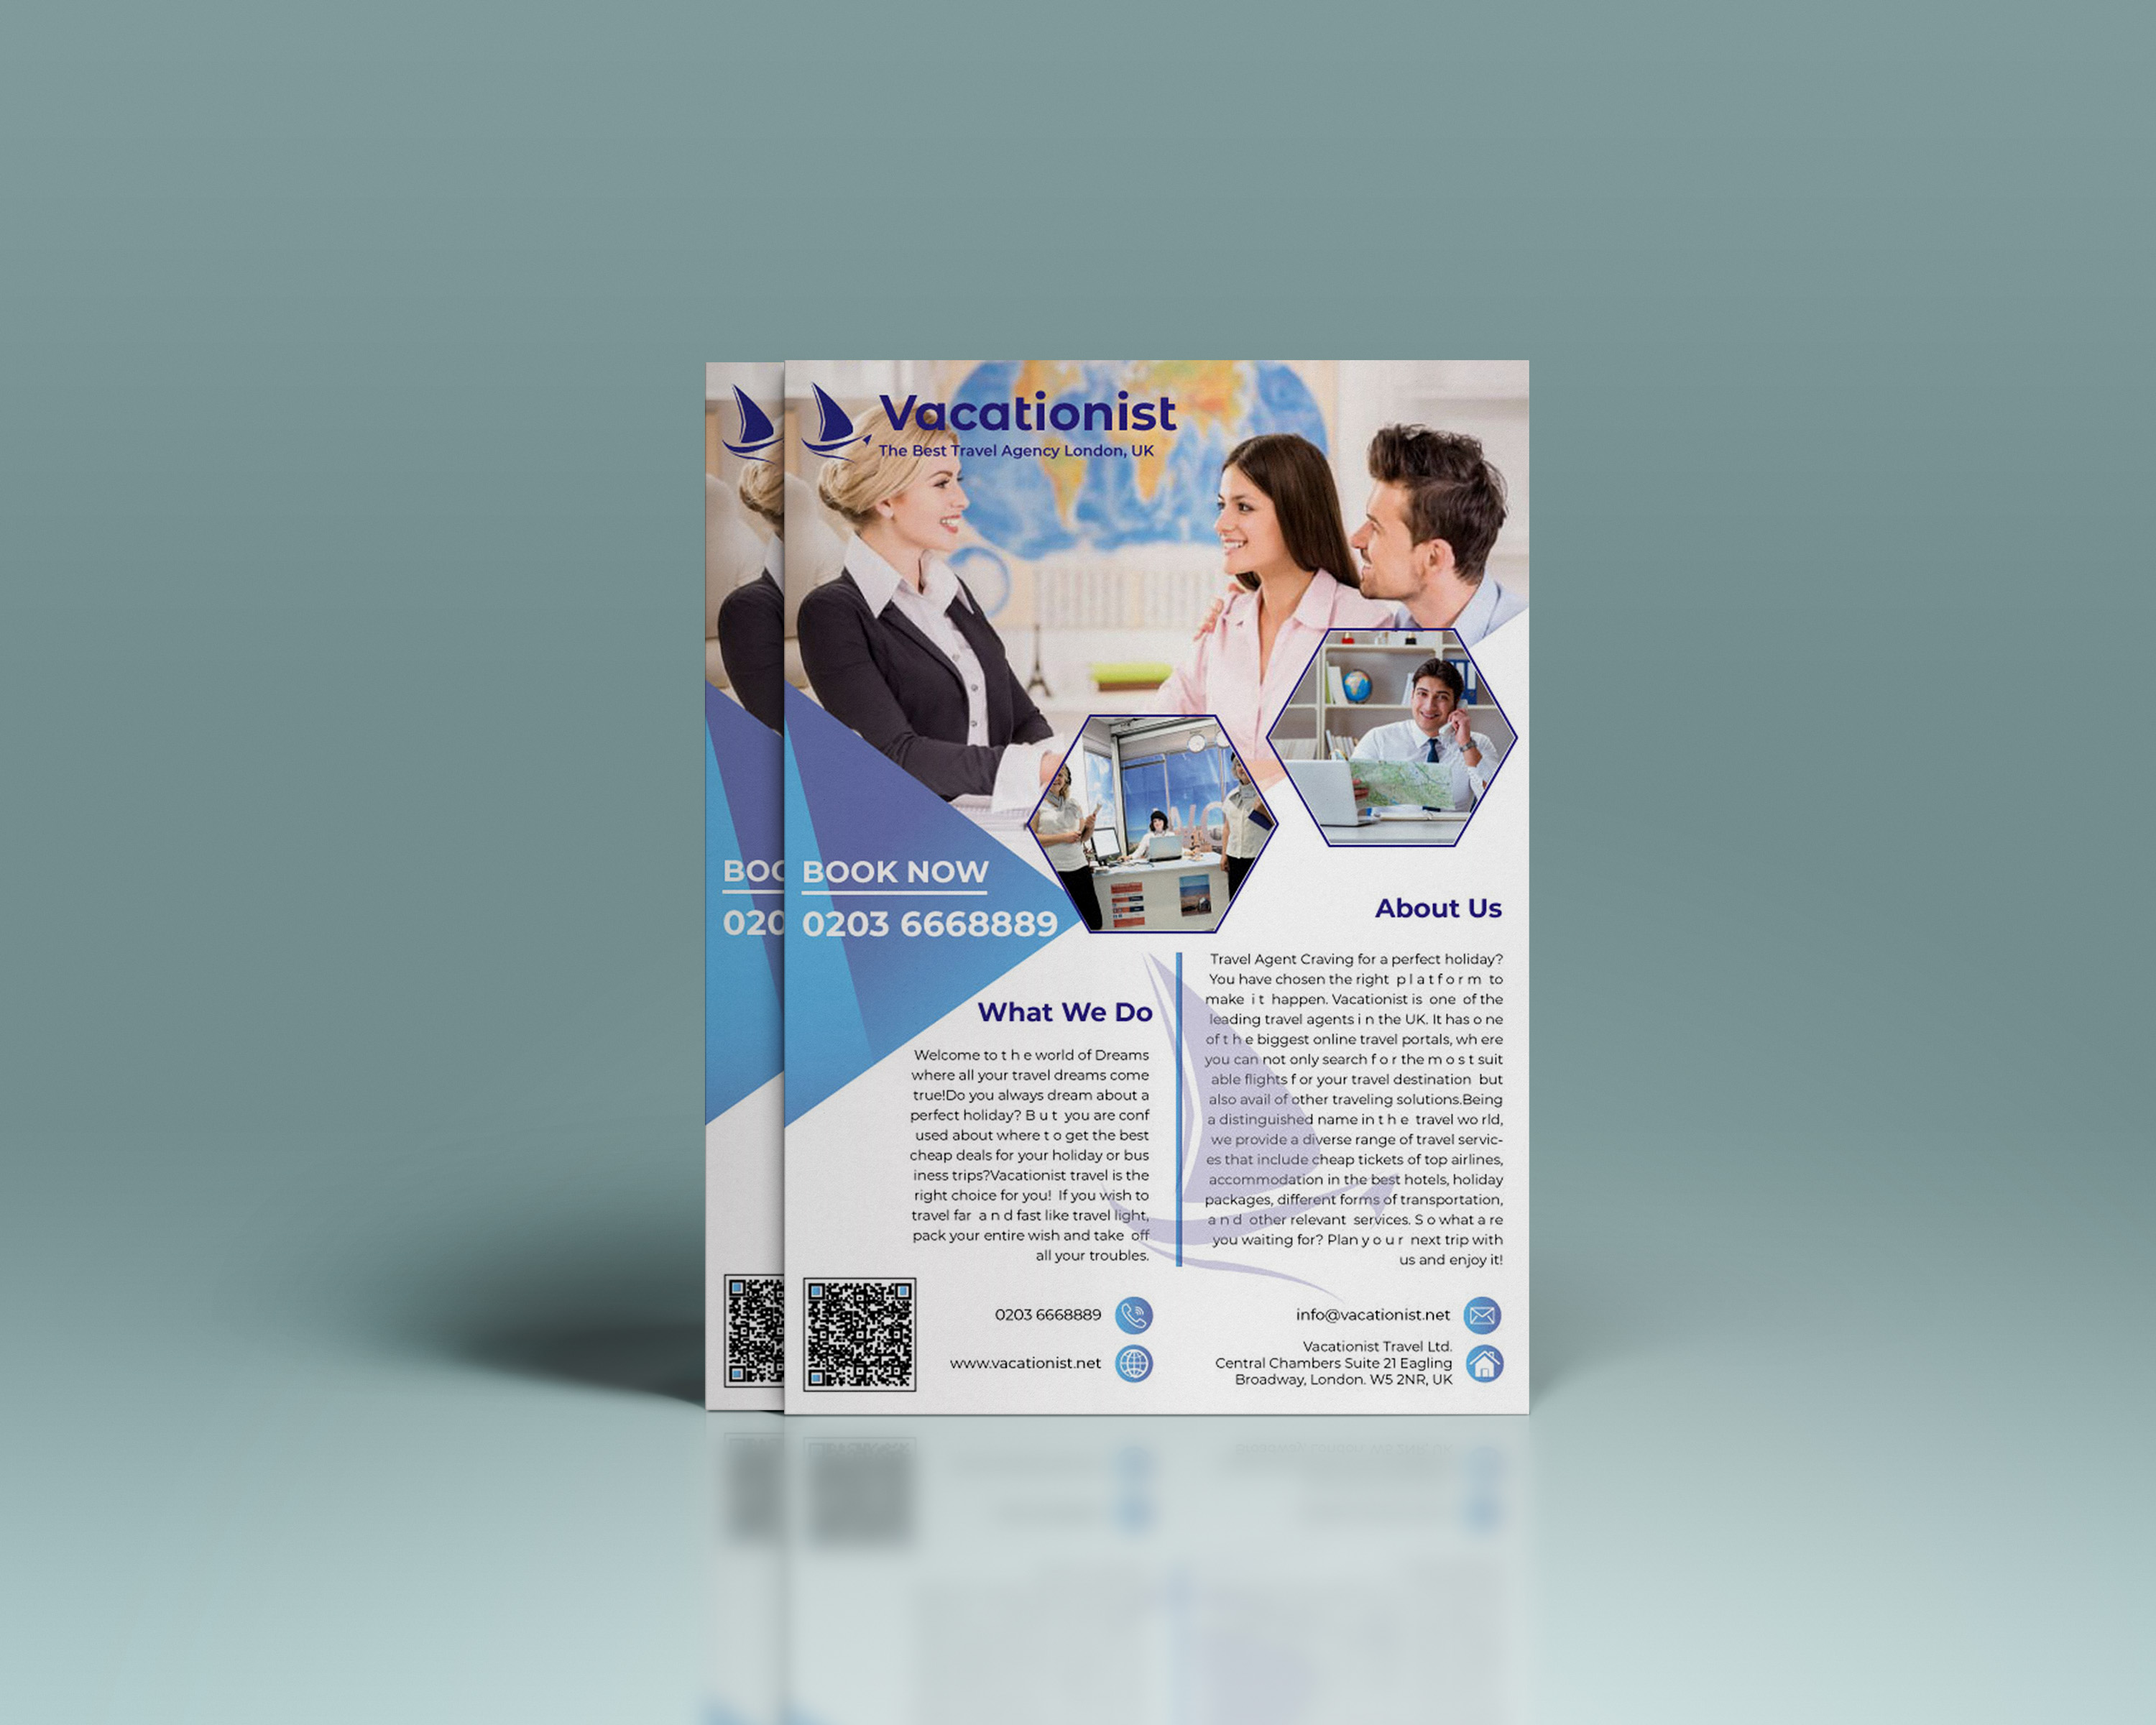 Vacationist
The Best Travel Agency London, UK
BOO
020
BOOK NOW
0203 6668889
What We Do
Welcome to t h e world of Dreams
where all your travel dreams come
true!Do you always dream about a
perfect holiday? B u t you are conf
used about where t o get the best
cheap deals for your holiday or bus
iness trips?Vacationist travel is the
right choice for you! If you wish to
travel far a n d fast like travel light,
pack your entire wish and take off
all your troubles.
About Us
Travel Agent Craving for a perfect holiday?
You have chosen the right p l a t f o r m to
make i t happen. Vacationist is one of the
leading travel agents i n the UK. It has o ne
of t h e biggest online travel portals, wh ere
you can not only search f o r the m o s t suit
able flights f or your travel destination but
also avail of other traveling solutions.Being
a distinguished name in t h e travel wo rld,
we provide a diverse range of travel servic-
es that include cheap tickets of top airlines,
accommodation in the best hotels, holiday
packages, different forms of transportation,
a n d other relevant services. S o what a re
you waiting for? Plan y o u r next trip with
us and enjoy it!
0203 6668889
www.vacationist.net
info@vacationist.net
Vacationist Travel Ltd.
Central Chambers Suite 21 Eagling
Broadway, London. W5 2NR, UK